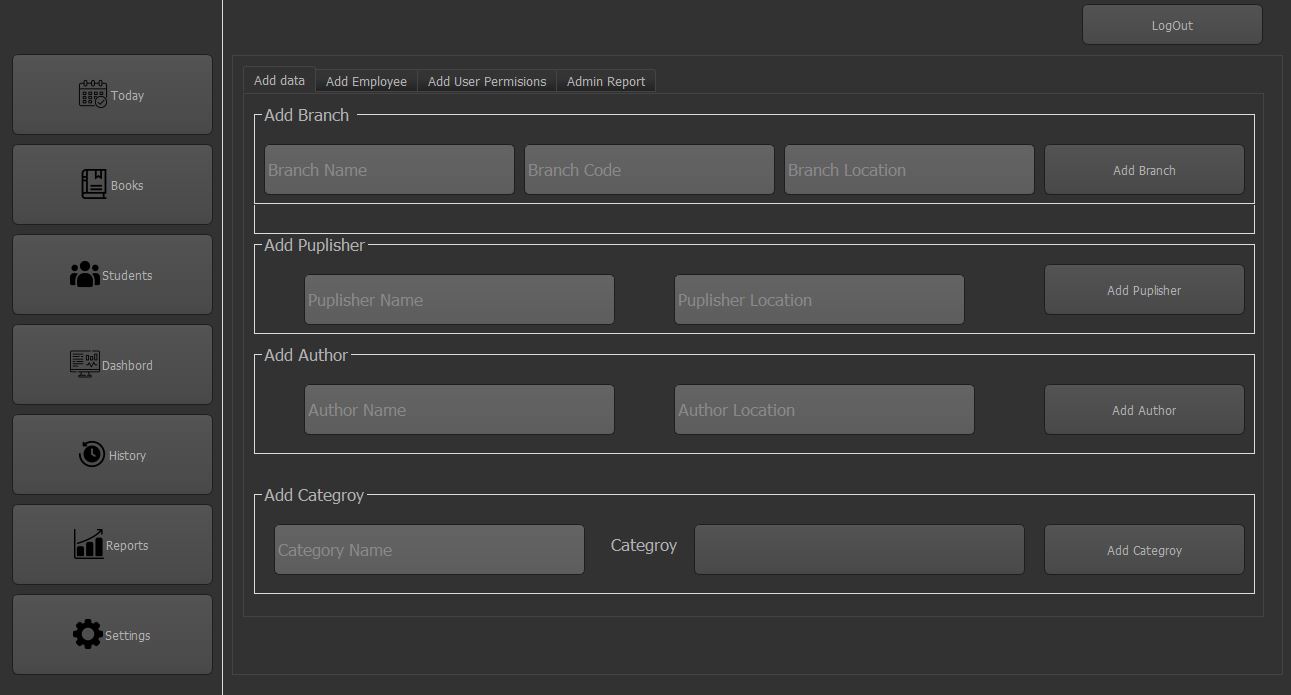 LogOut
Today
Books
Students
Dashbord
History
Reports
Settings
Add data Add Employee Add User Permisions Admin Report
Add Branch
Branch Name Branch Code Branch Location Add Branch
Add Puplisher
Puplisher Name Puplisher Location Add Puplisher
Add Author
Author Name Author Location Add Author
Add Categroy
Category Name Categroy Add Categroy